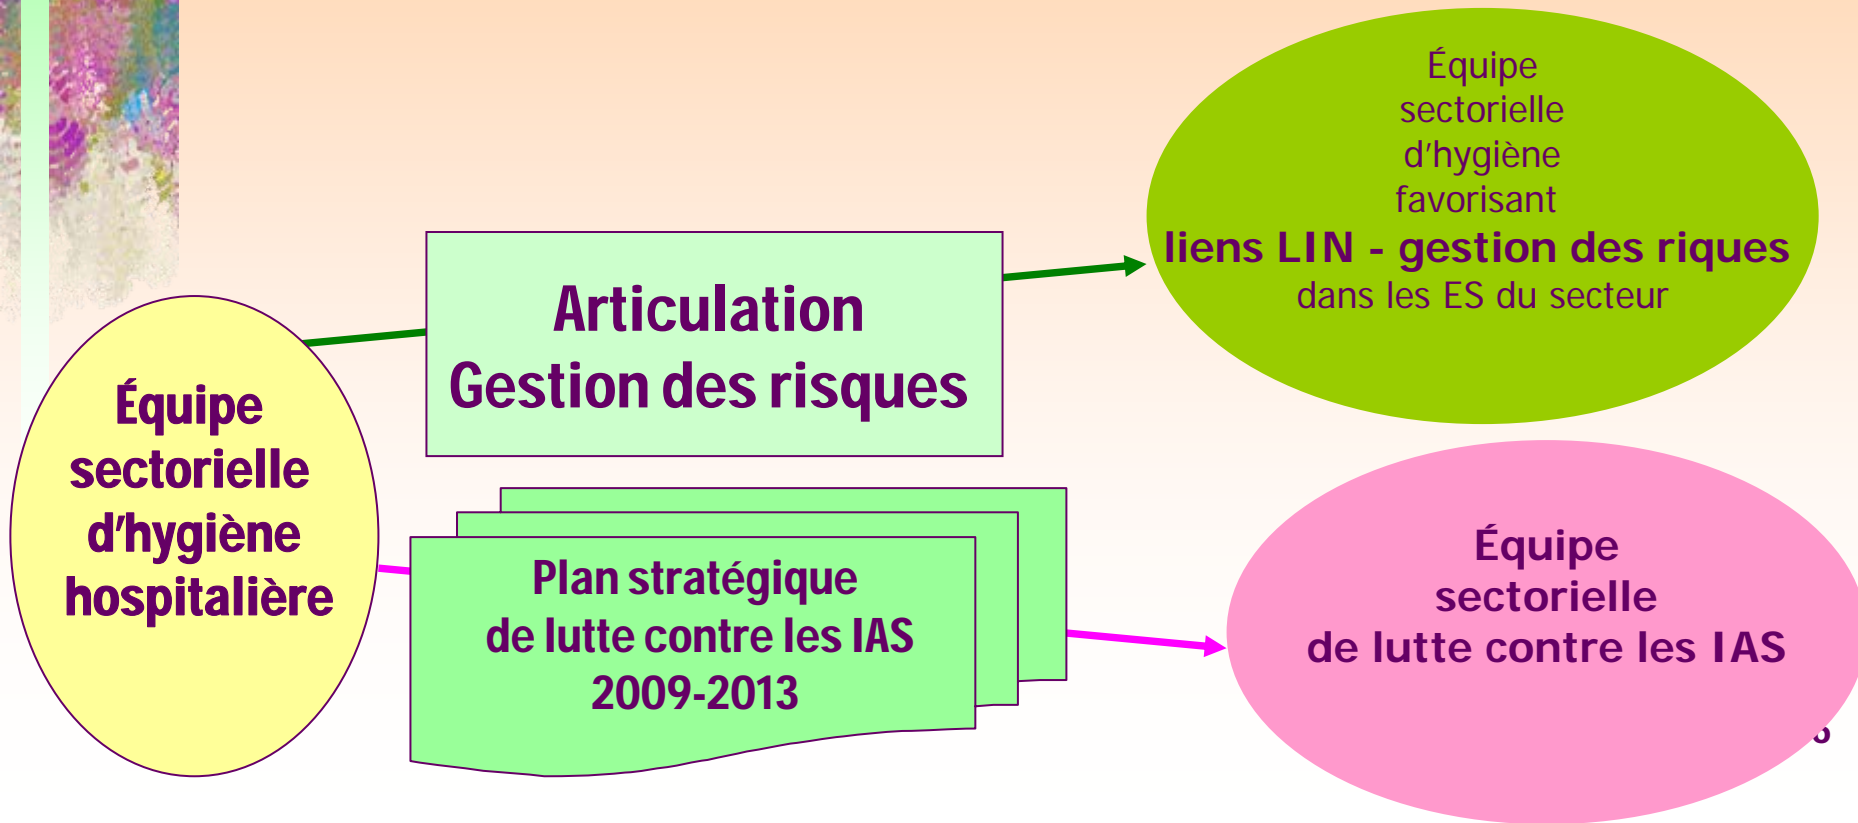 Équipe
sectorielle
d'hygiène
hospitalière
Articulation
Gestion des risques
Plan stratégique
de lutte contre les IAS
2009-2013
Équipe
sectorielle
d'hygiène
favorisant
liens LIN - gestion des riques
dans les ES du secteur
Équipe
sectorielle
de lutte contre les IAS